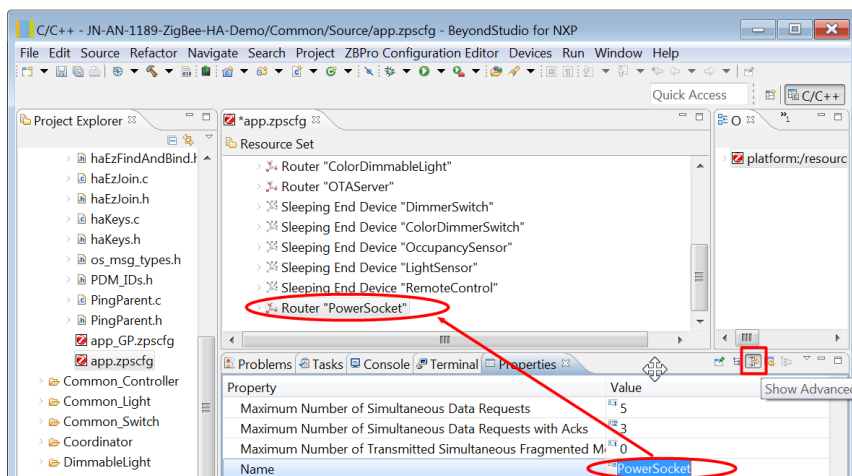 C/C++ - JN-AN-1189-ZigBee-HA-Demo/Common/Source/app.zpscfg - BeyondStudio for NXP
File Edit Source Refactor Navigate Search Project ZBPro Configuration Editor Devices Run Window Help
Quick Access
C/C++
Project Explorer
haEzFindAndBind.h
haEzJoin.c
haEzJoin.h
haKeys.c
haKeys.h
os_msg_types.h
PDM_IDs.h
PingParent.c
PingParent.h
app_GP.zpscfg
app.zpscfg
Common_Controller
Common_Light
Common_Switch
Coordinator
DimmableLight
*app.zpscfg
Resource Set
Router "ColorDimmableLight"
Router "OTAServer"
Sleeping End Device "DimmerSwitch"
Sleeping End Device "ColorDimmerSwitch"
Sleeping End Device "OccupancySensor"
Sleeping End Device "LightSensor"
Sleeping End Device "RemoteControl"
Router "PowerSocket"
O
»1
platform:/resourc
Problems Tasks Console Terminal Properties
Show Advanced
Property Value
Maximum Number of Simultaneous Data Requests 5
Maximum Number of Simultaneous Data Requests with Acks 3
Maximum Number of Transmitted Simultaneous Fragmented M 0
Name PowerSocket